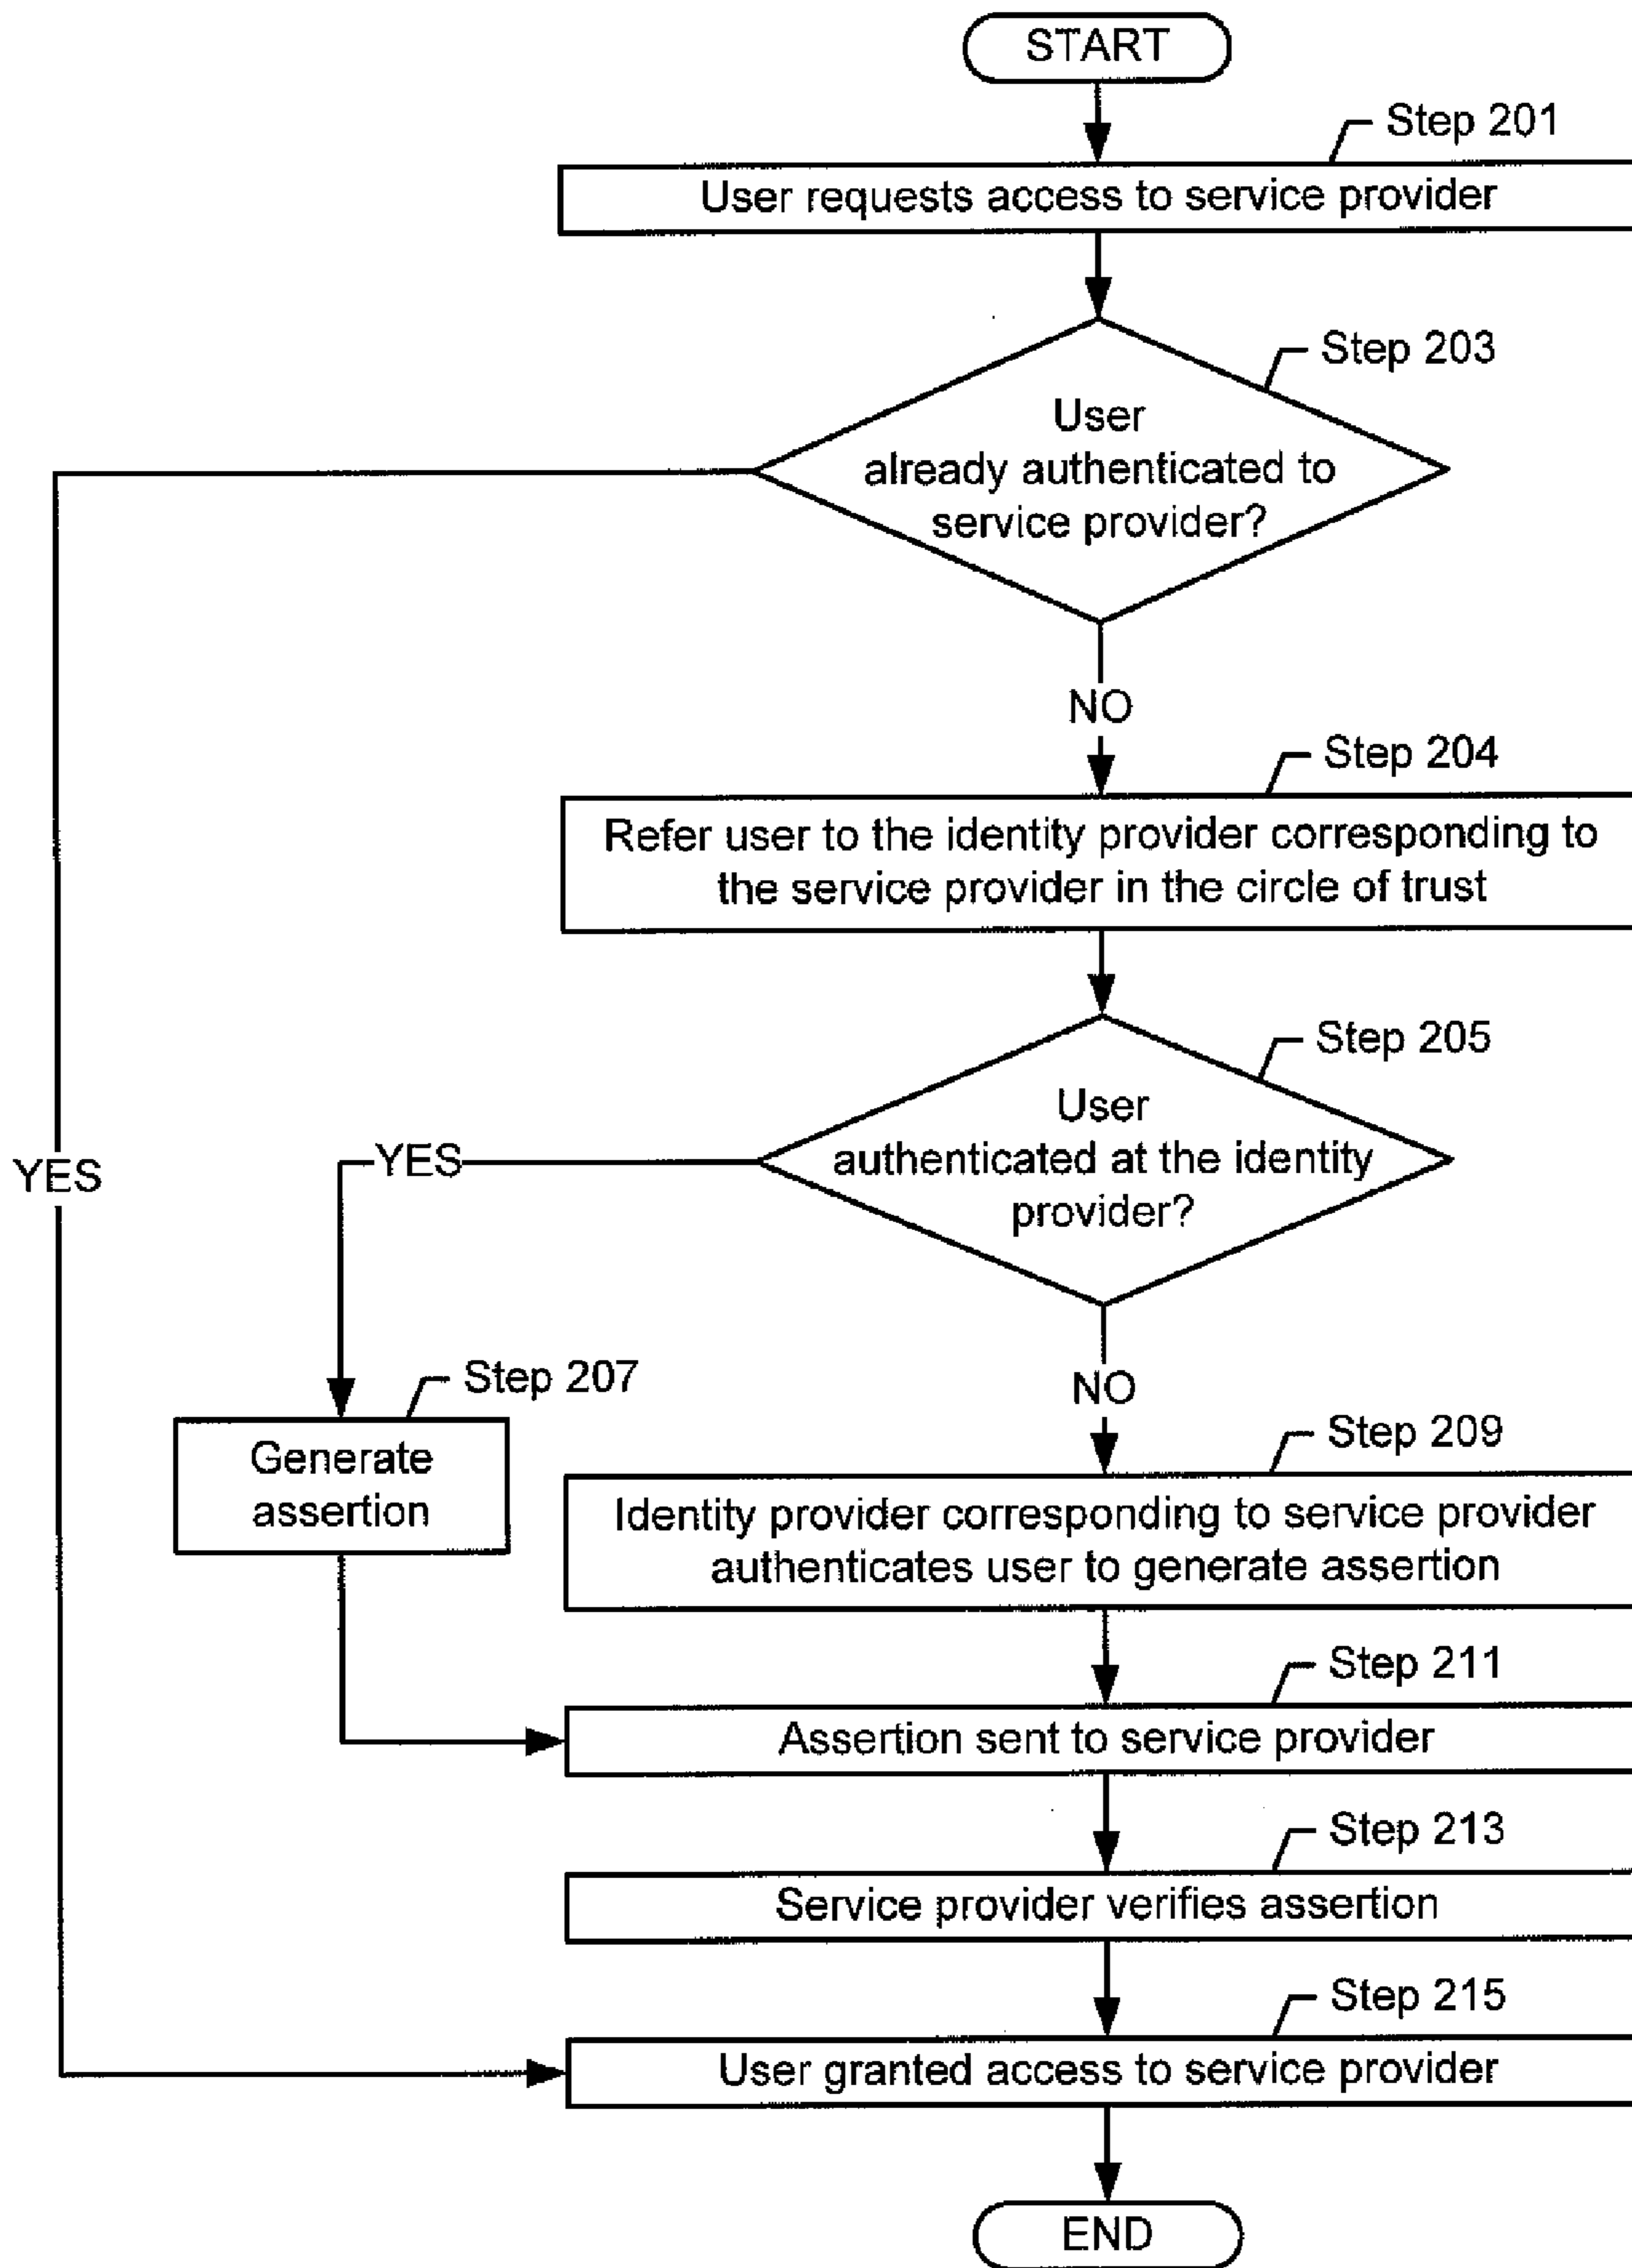 START
Step 201
User requests access to service provider
Step 203
User
already authenticated to
service provider?
NO
Step 204
Refer user to the identity provider corresponding to
the service provider in the circle of trust
Step 205
User
authenticated at the identity
provider?
YES
YES
Step 207
Generate
assertion
NO
Step 209
Identity provider corresponding to service provider
authenticates user to generate assertion
Step 211
Assertion sent to service provider
Step 213
Service provider verifies assertion
Step 215
User granted access to service provider
END